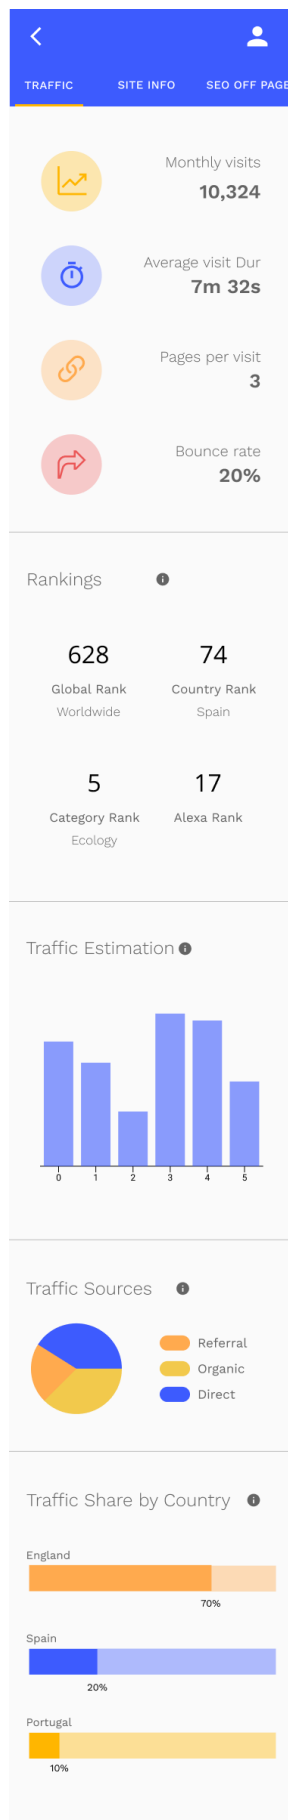 TRAFFIC SITE INFO SEO OFF PAGE
Monthly visits
10,324
Average visit Dur
7m 32s
Pages per visit
3
Bounce rate
20%
Rankings
628 74
Global Rank Country Rank
Worldwide Spain
5 17
Category Rank Alexa Rank
Ecology
Traffic Estimation
0 1 2 3 4 5
Traffic Sources
Referral
Organic
Direct
Traffic Share by Country
England
70%
Spain
20%
Portugal
10%